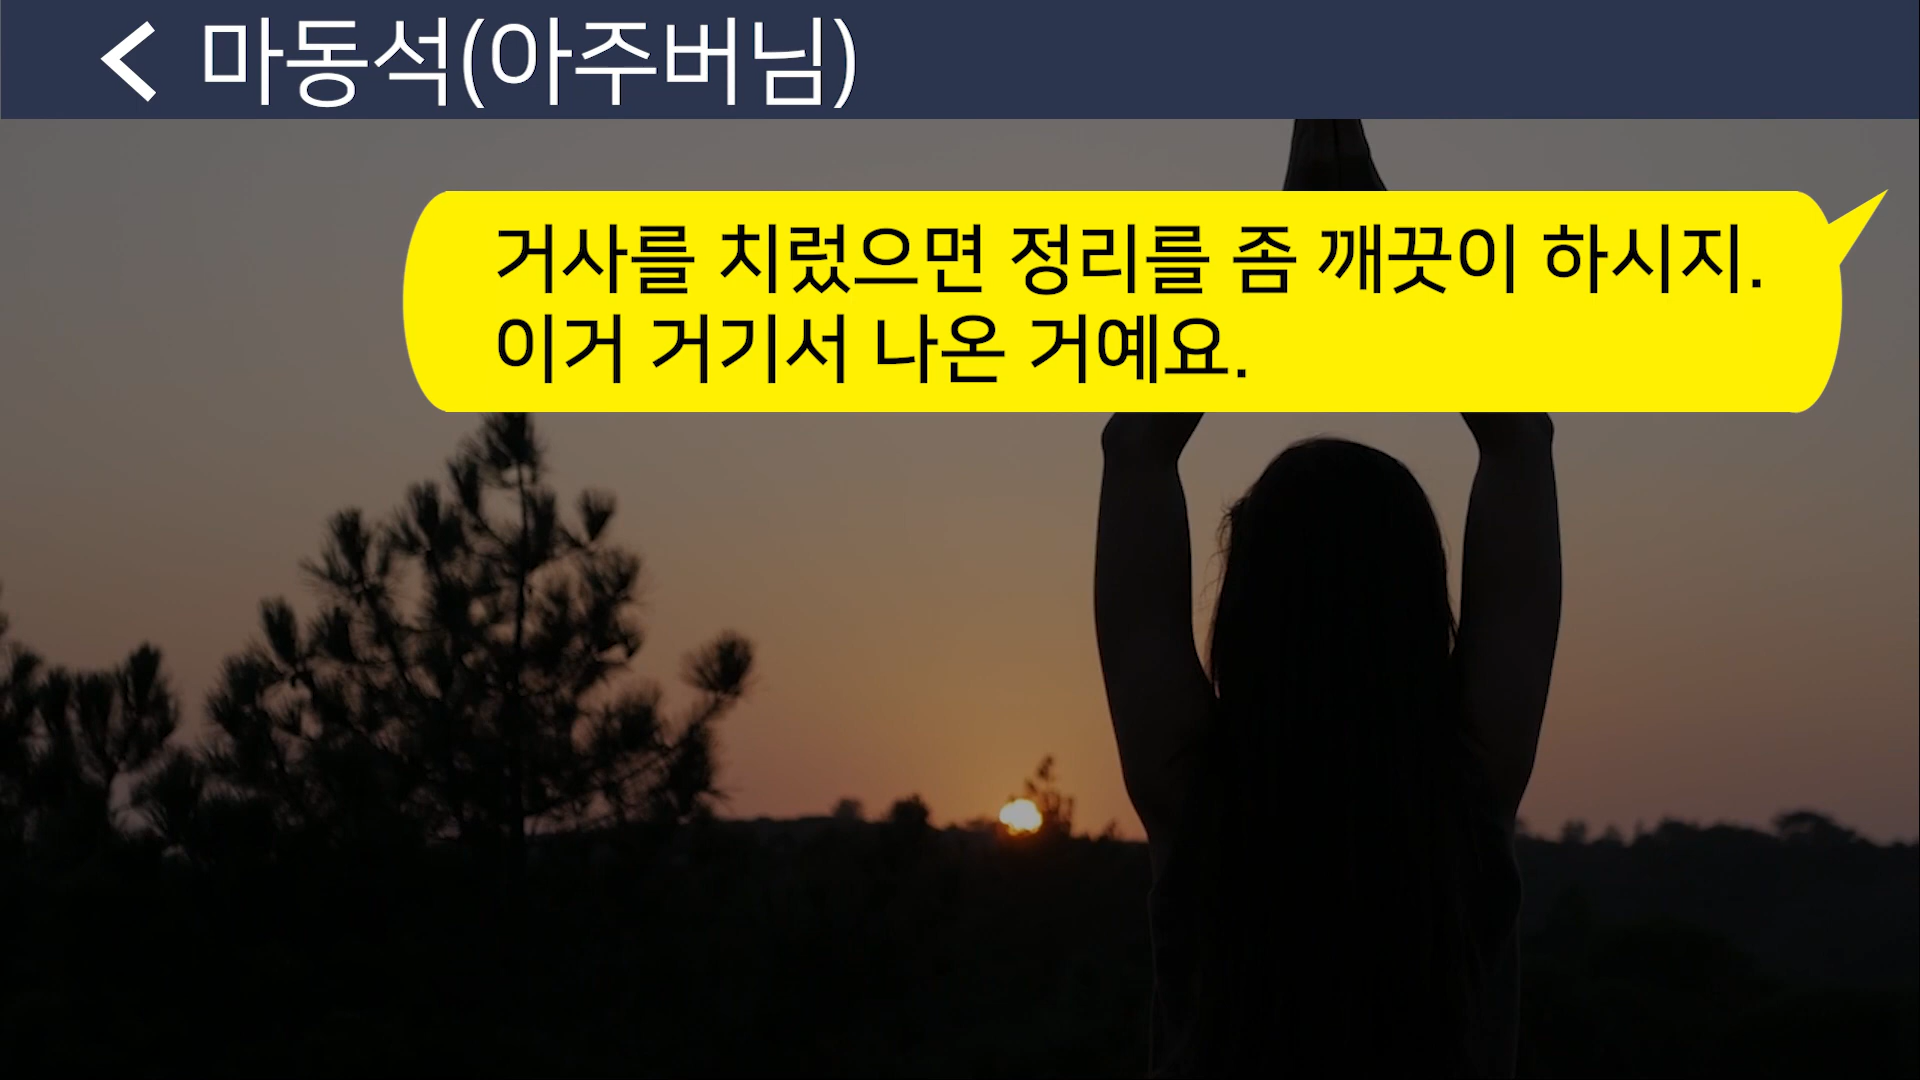 마동석(아주버님)
거사를 치렀으면 정리를 좀 깨끗이 하시지.
이거 거기서 나온 거예요.